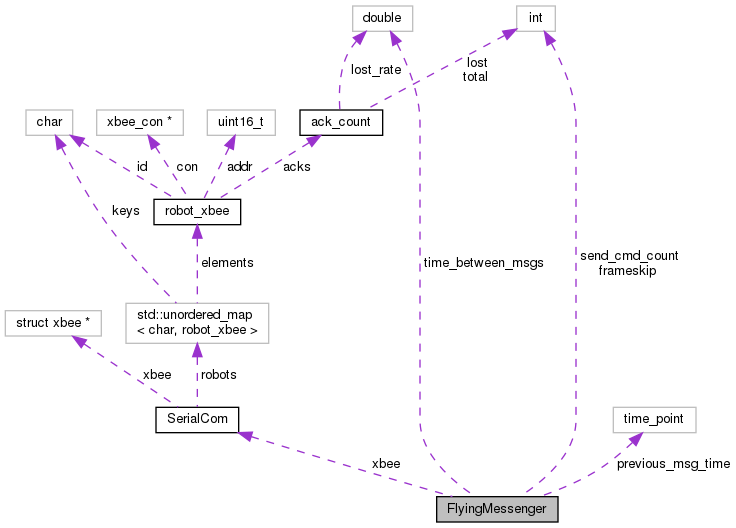 double
int
lost_rate
lost
total
char
xbee_con *
uint16_t
ack_count
id
con
addr
acks
keys
robot_xbee
elements
time_between_msgs
send_cmd_count
frameskip
struct xbee *
std::unordered_map
< char, robot_xbee >
xbee
robots
SerialCom
time_point
xbee
previous_msg_time
FlyingMessenger